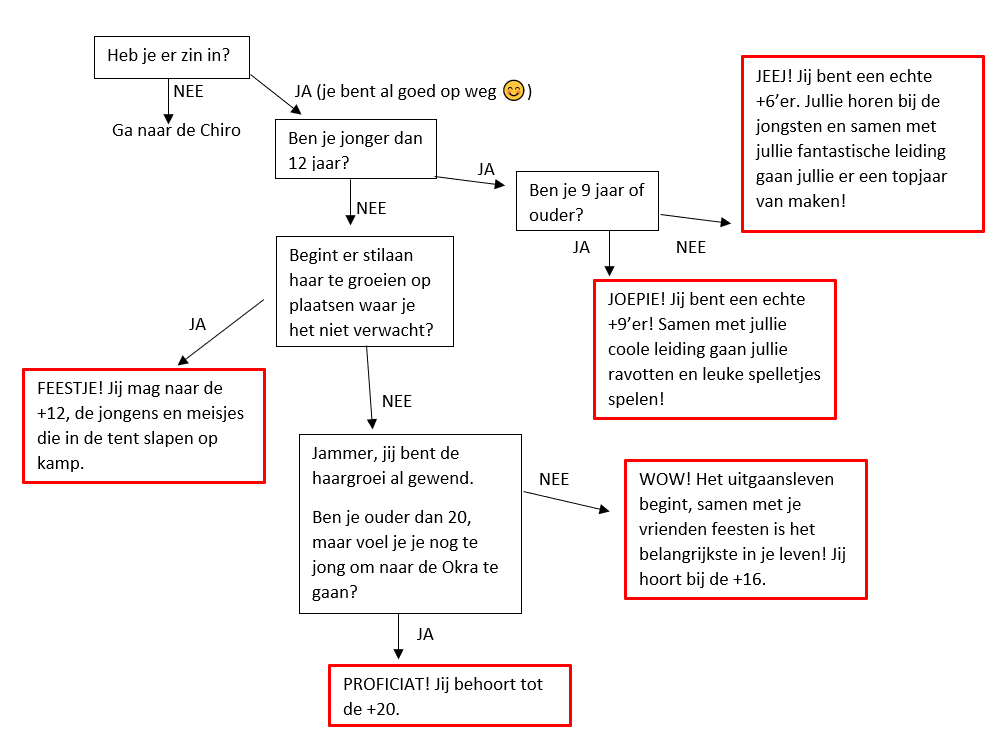 Heb je er zin in?
NEE
JA (je bent al goed op weg 😊)
Ga naar de Chiro
Ben je jonger dan
12 jaar?
JA
NEE
Ben je 9 jaar of
ouder?
JA
NEE
JEEJ! Jij bent een echte
+6’er. Jullie horen bij de
jongsten en samen met
jullie fantastische leiding
gaan jullie er een topjaar
van maken!
JOEPIE! Jij bent een echte
+9’er! Samen met jullie
coole leiding gaan jullie
ravotten en leuke spelletjes
spelen!
Begint er stilaan
haar te groeien op
plaatsen waar je
het niet verwacht?
JA
NEE
FEESTJE! Jij mag naar de
+12, de jongens en meisjes
die in de tent slapen op
kamp.
Jammer, jij bent de
haargroei al gewend.
Ben je ouder dan 20,
maar voel je je nog te
jong om naar de Okra te
gaan?
NEE
WOW! Het uitgaansleven
begint, samen met je
vrienden feesten is het
belangrijkste in je leven! Jij
hoort bij de +16.
JA
PROFICIAT! Jij behoort tot
de +20.